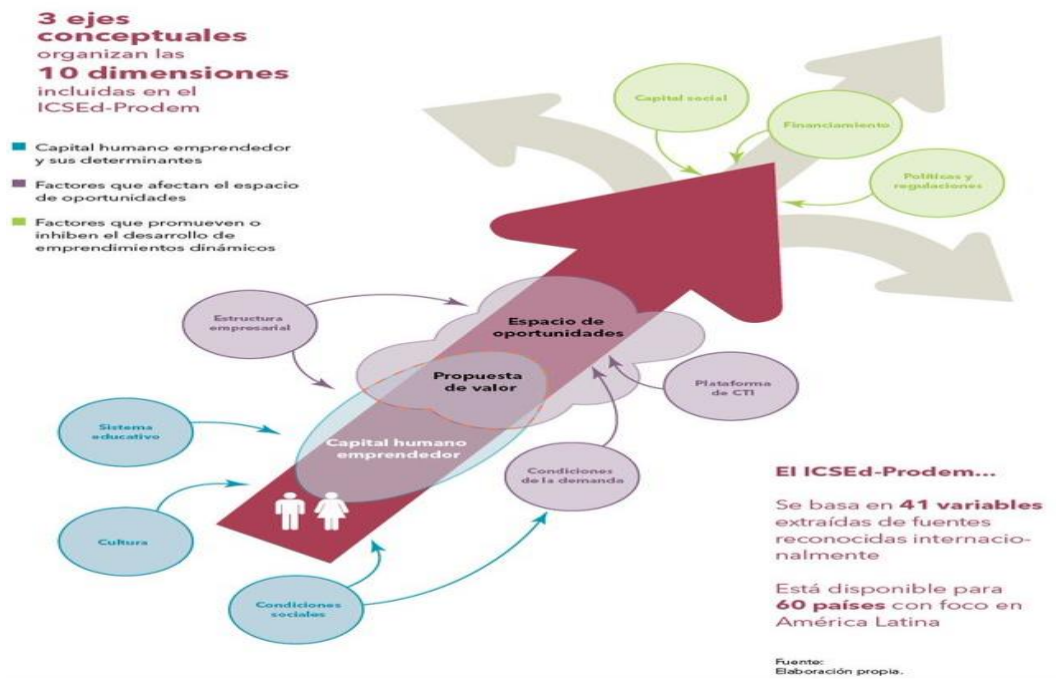 3 ejes
conceptuales
organizan las
10 dimensiones
incluidas en el
ICSEd-Prodem
Capital humano emprendedor
y sus determinantes
Factores que afectan el espacio
de oportunidades
Factores que promueven o
inhiben el desarrollo de
emprendimientos dinámicos
Capital social
Financiamiento
Políticas y
regulaciones
Estructura
empresarial
Espacio de
oportunidades
Propuesta
de valor
Plataforma
de CTI
Sistema
educativo
Capital humano
emprendedor
Condiciones
de la demanda
Cultura
Condiciones
sociales
El ICSEd-Prodem...
Se basa en 41 variables
extraídas de fuentes
reconocidas internacio-
nalmente
Está disponible para
60 países con foco en
América Latina
Fuente:
Elaboración propia.